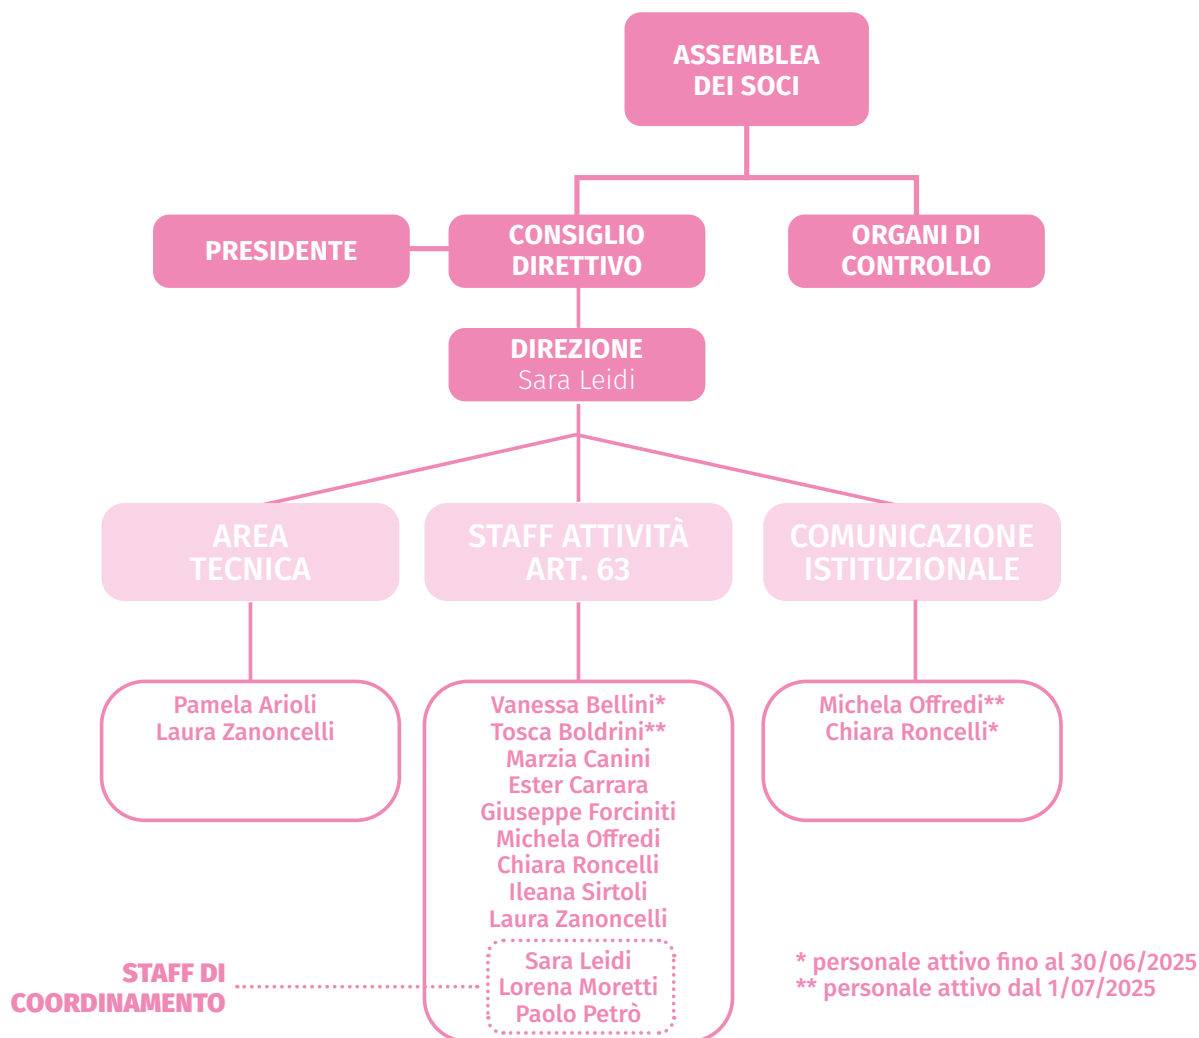 ASSEMBLEA
DEI SOCI
PRESIDENTE
CONSIGLIO
DIRETTIVO
ORGANI DI
CONTROLLO
DIREZIONE
Sara Leidi
AREA
TECNICA
STAFF ATTIVITÀ
ART. 63
COMUNICAZIONE
ISTITUZIONALE
Pamela Arioli
Laura Zanoncelli
Vanessa Bellini*
Tosca Boldrini**
Marzia Canini
Ester Carrara
Giuseppe Forciniti
Michela Offredi
Chiara Roncelli
Ileana Sirtoli
Laura Zanoncelli
Michela Offredi**
Chiara Roncelli*
STAFF DI
COORDINAMENTO
Sara Leidi
Lorena Moretti
Paolo Petrò
* personale attivo fino al 30/06/2025
** personale attivo dal 1/07/2025